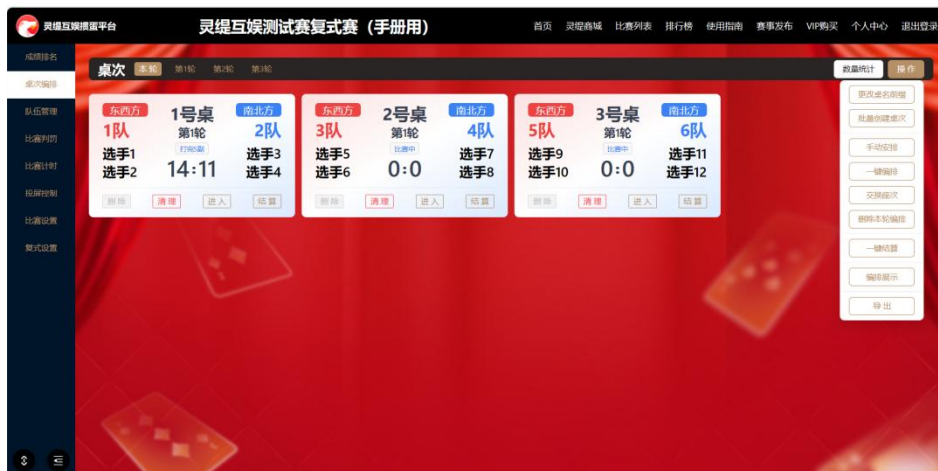 灵缇互娱掼蛋平台
灵缇互娱测试赛复式赛（手册用）
首页 灵缇商城 比赛列表 排行榜 使用指南 赛事发布 VIP购买 个人中心 退出登录
成绩排名
桌次编排
队伍管理
比赛判罚
比赛计时
投屏控制
比赛设置
复式设置
桌次 本轮 第1轮 第2轮 第3轮
数量统计 操作
东西方 1号桌 南北方
1队 第1轮 2队
选手1 打完5副 选手3
选手2 14:11 选手4
删除 清理 进入 结算
东西方 2号桌 南北方
3队 第1轮 4队
选手5 比赛中 选手7
选手6 0:0 选手8
删除 清理 进入 结算
东西方 3号桌 南北方
5队 第1轮 6队
选手9 比赛中 选手11
选手10 0:0 选手12
删除 清理 进入 结算
更改桌名前缀
批量创建桌次
手动安排
一键编排
交换座次
删除本轮编排
一键结算
编排展示
导出